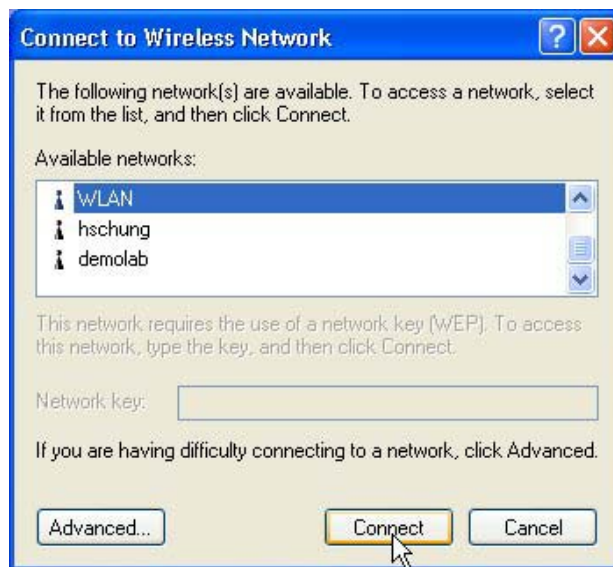 Connect to Wireless Network
The following network(s) are available. To access a network, select
it from the list, and then click Connect.
Available networks:
WLAN
hschung
demolab
This network requires the use of a network key (WEP). To access
this network, type the key, and then click Connect.
Network key:
If you are having difficulty connecting to a network, click Advanced.
Advanced... Connect Cancel